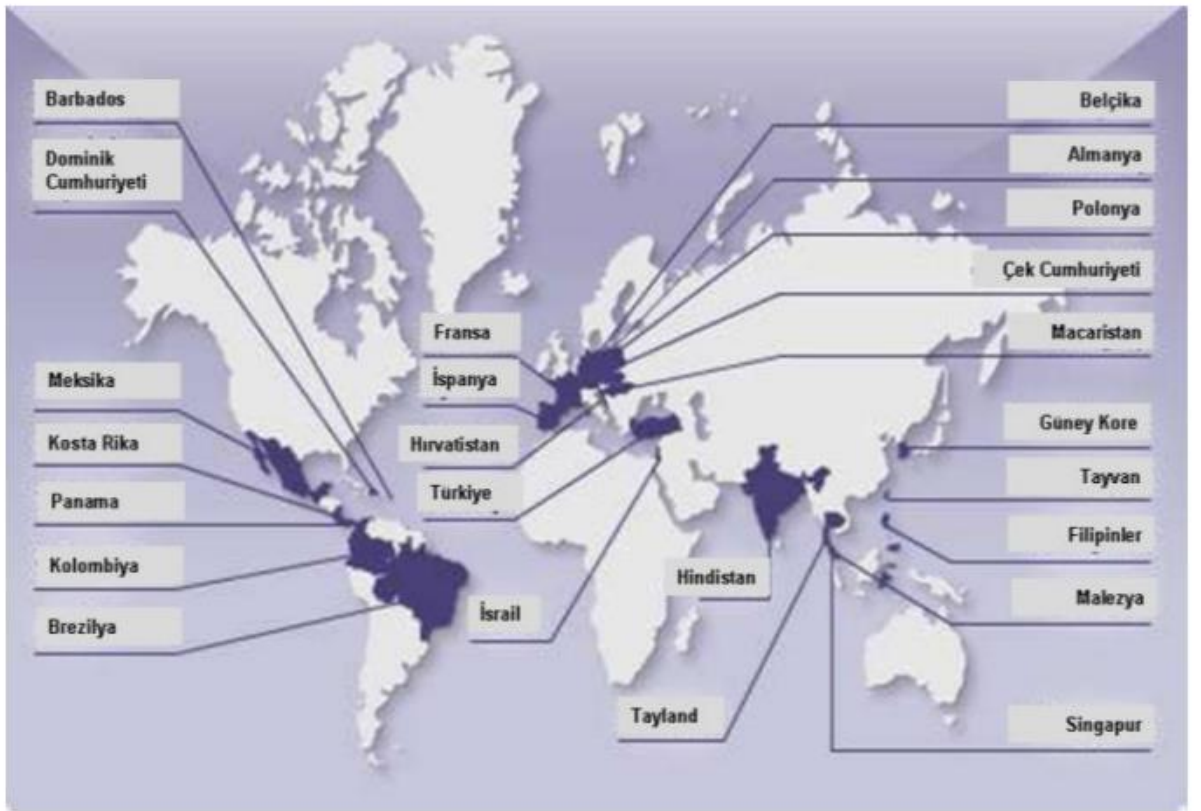 Barbados
Dominik
Cumhuriyeti
Meksika
Kosta Rika
Panama
Kolombiya
Brezilya
Fransa
İspanya
Hırvatistan
Türkiye
İsrail
Hindistan
Tayland
Belçika
Almanya
Polonya
Çek Cumhuriyeti
Macaristan
Güney Kore
Tayvan
Filipinler
Malezya
Singapur